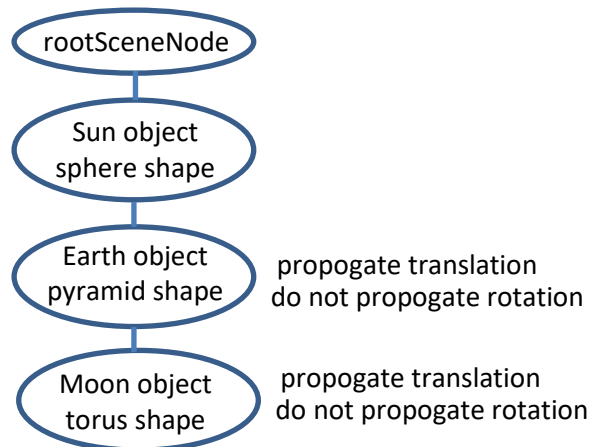 rootSceneNode
Sun object
sphere shape
Earth object
pyramid shape
propogate translation
do not propogate rotation
Moon object
torus shape
propogate translation
do not propogate rotation